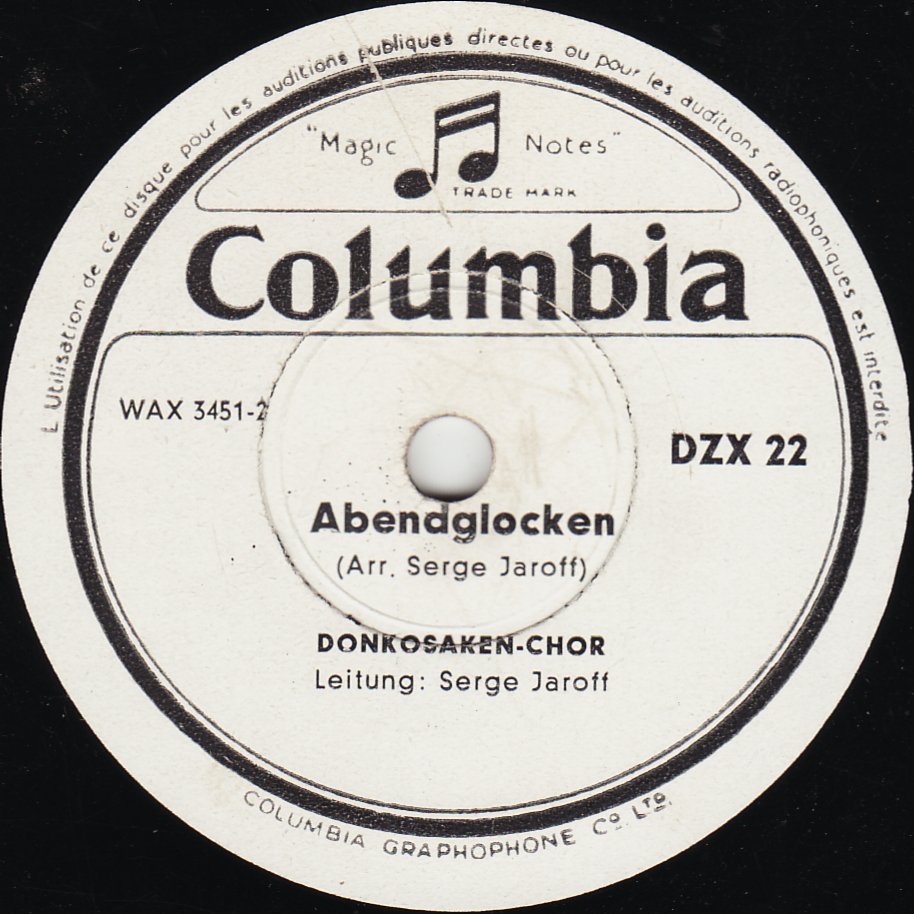 L'Utilisation de ce disque pour les auditions publiques directes ou pour les auditions radiophoniques est interdite
"Magic Notes"
TRADE MARK
Columbia
WAX 3451-2
DZX 22
Abendglocken
(Arr. Serge Jaroff)
DONKOSAKEN-CHOR
Leitung: Serge Jaroff
COLUMBIA GRAPHOPHONE Co. LTD.